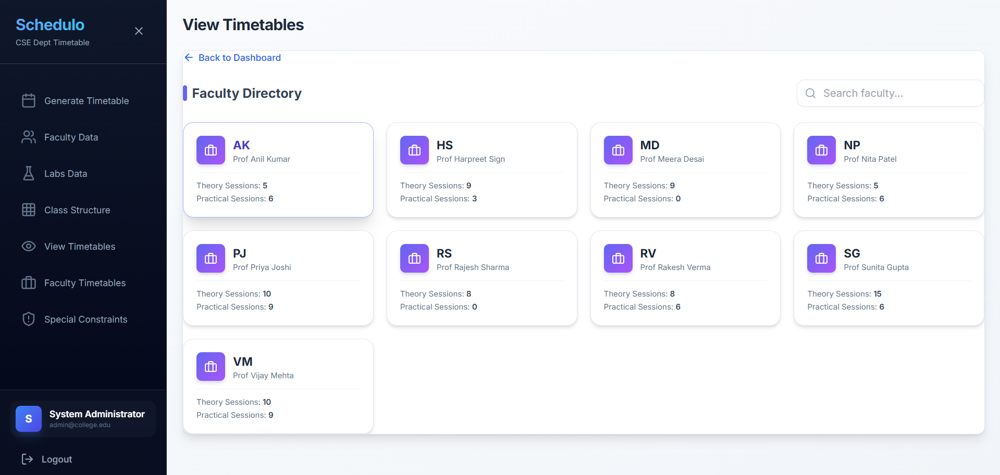 Schedulo
CSE Dept Timetable
Generate Timetable
Faculty Data
Labs Data
Class Structure
View Timetables
Faculty Timetables
Special Constraints
S
System Administrator
admin@college.edu
Logout
View Timetables
Back to Dashboard
Faculty Directory
Search faculty...
AK
Prof Anil Kumar
Theory Sessions: 5
Practical Sessions: 6
HS
Prof Harpreet Sign
Theory Sessions: 9
Practical Sessions: 3
MD
Prof Meera Desai
Theory Sessions: 9
Practical Sessions: 0
NP
Prof Nita Patel
Theory Sessions: 5
Practical Sessions: 6
PJ
Prof Priya Joshi
Theory Sessions: 10
Practical Sessions: 9
RS
Prof Rajesh Sharma
Theory Sessions: 8
Practical Sessions: 0
RV
Prof Rakesh Verma
Theory Sessions: 8
Practical Sessions: 6
SG
Prof Sunita Gupta
Theory Sessions: 15
Practical Sessions: 6
VM
Prof Vijay Mehta
Theory Sessions: 10
Practical Sessions: 9